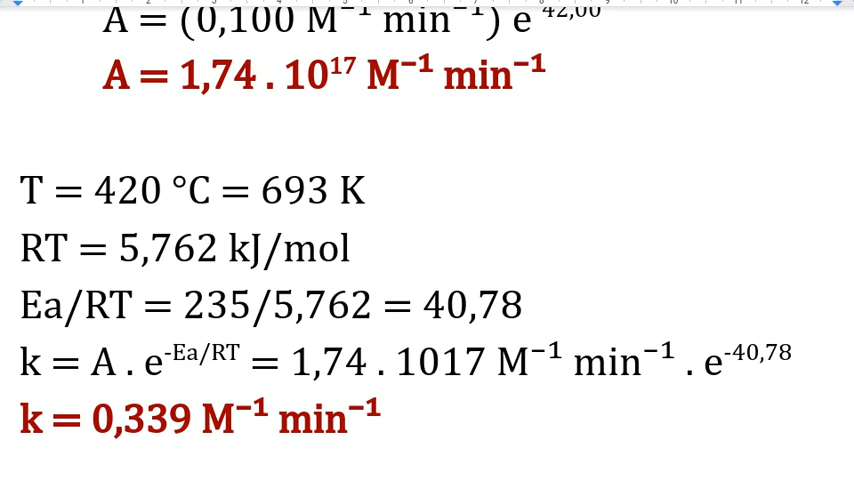 A = (0,100 M⁻¹ min⁻¹) e ⁴²,⁰⁰
A = 1,74 . 10¹⁷ M⁻¹ min⁻¹
T = 420 °C = 693 K
RT = 5,762 kJ/mol
Ea/RT = 235/5,762 = 40,78
k = A . e^-Ea/RT = 1,74 . 1017 M⁻¹ min⁻¹ . e^-40,78
k = 0,339 M⁻¹ min⁻¹